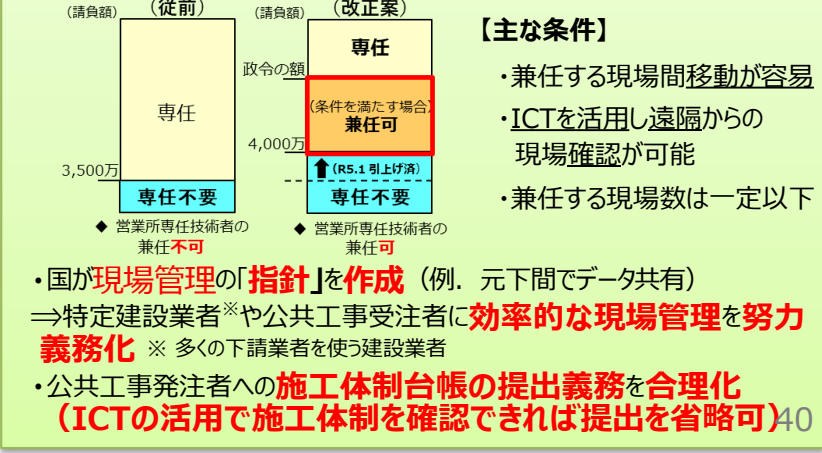 （従前）
（請負額）
専任
3,500万
専任不要
◆ 営業所専任技術者の
兼任不可
（改正案）
（請負額）
専任
政令の額
（条件を満たす場合）
兼任可
4,000万
（R5.1 引上げ済）
専任不要
◆ 営業所専任技術者の
兼任可
【主な条件】
・兼任する現場間移動が容易
・ICTを活用し遠隔からの
現場確認が可能
・兼任する現場数は一定以下
・国が現場管理の「指針」を作成（例. 元下間でデータ共有）
⇒特定建設業者※や公共工事受注者に効率的な現場管理を努力
義務化 ※ 多くの下請業者を使う建設業者
・公共工事発注者への施工体制台帳の提出義務を合理化
（ICTの活用で施工体制を確認できれば提出を省略可）
40